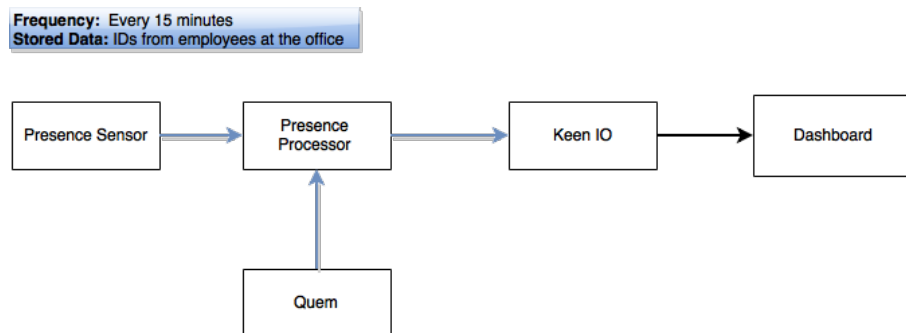 Frequency: Every 15 minutes
Stored Data: IDs from employees at the office
Presence Sensor
Presence
Processor
Keen IO
Dashboard
Quem